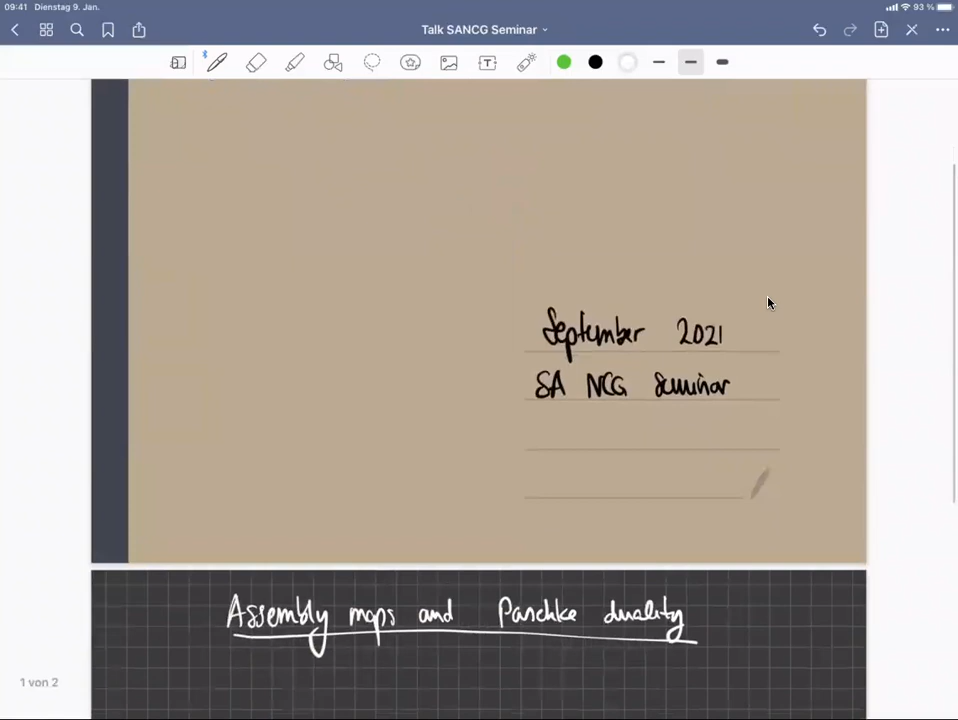 09:41 Dienstag 9. Jan. 93 %
Talk SANCG Seminar
September 2021
SA NCG Seminar
Assembly maps and Paschke duality
1 von 2